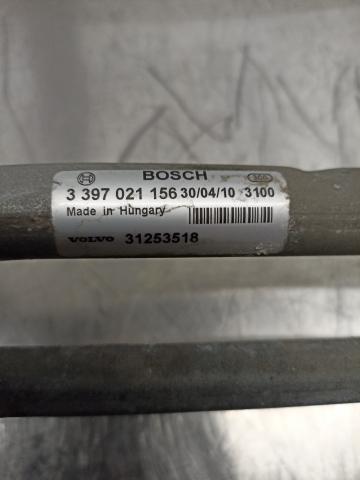 BOSCH
3 397 021 156 30/04/10 3100
Made in Hungary
VOLVO 31253518